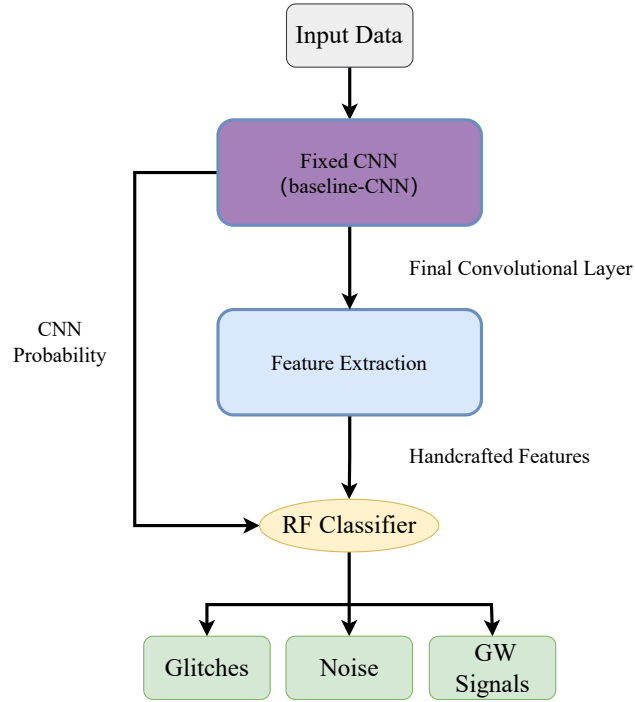 Input Data
Fixed CNN
(baseline-CNN)
Final Convolutional Layer
CNN
Probability
Feature Extraction
Handcrafted Features
RF Classifier
Glitches
Noise
GW
Signals